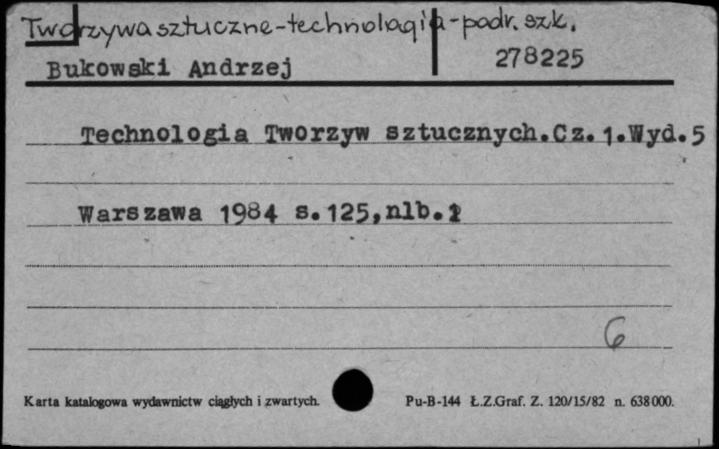 Tworzywa sztuczne-technologia-podr. szk.
Bukowski Andrzej 278225
Technologia Tworzyw sztucznych.Cz.1.Wyd.5
Warszawa 1984 s.125,nlb.
6
Karta katalogowa wydawnictw ciągłych i zwartych. Pu-B-144 Ł.Z.Graf. Z. 120/15/82 n. 638000.